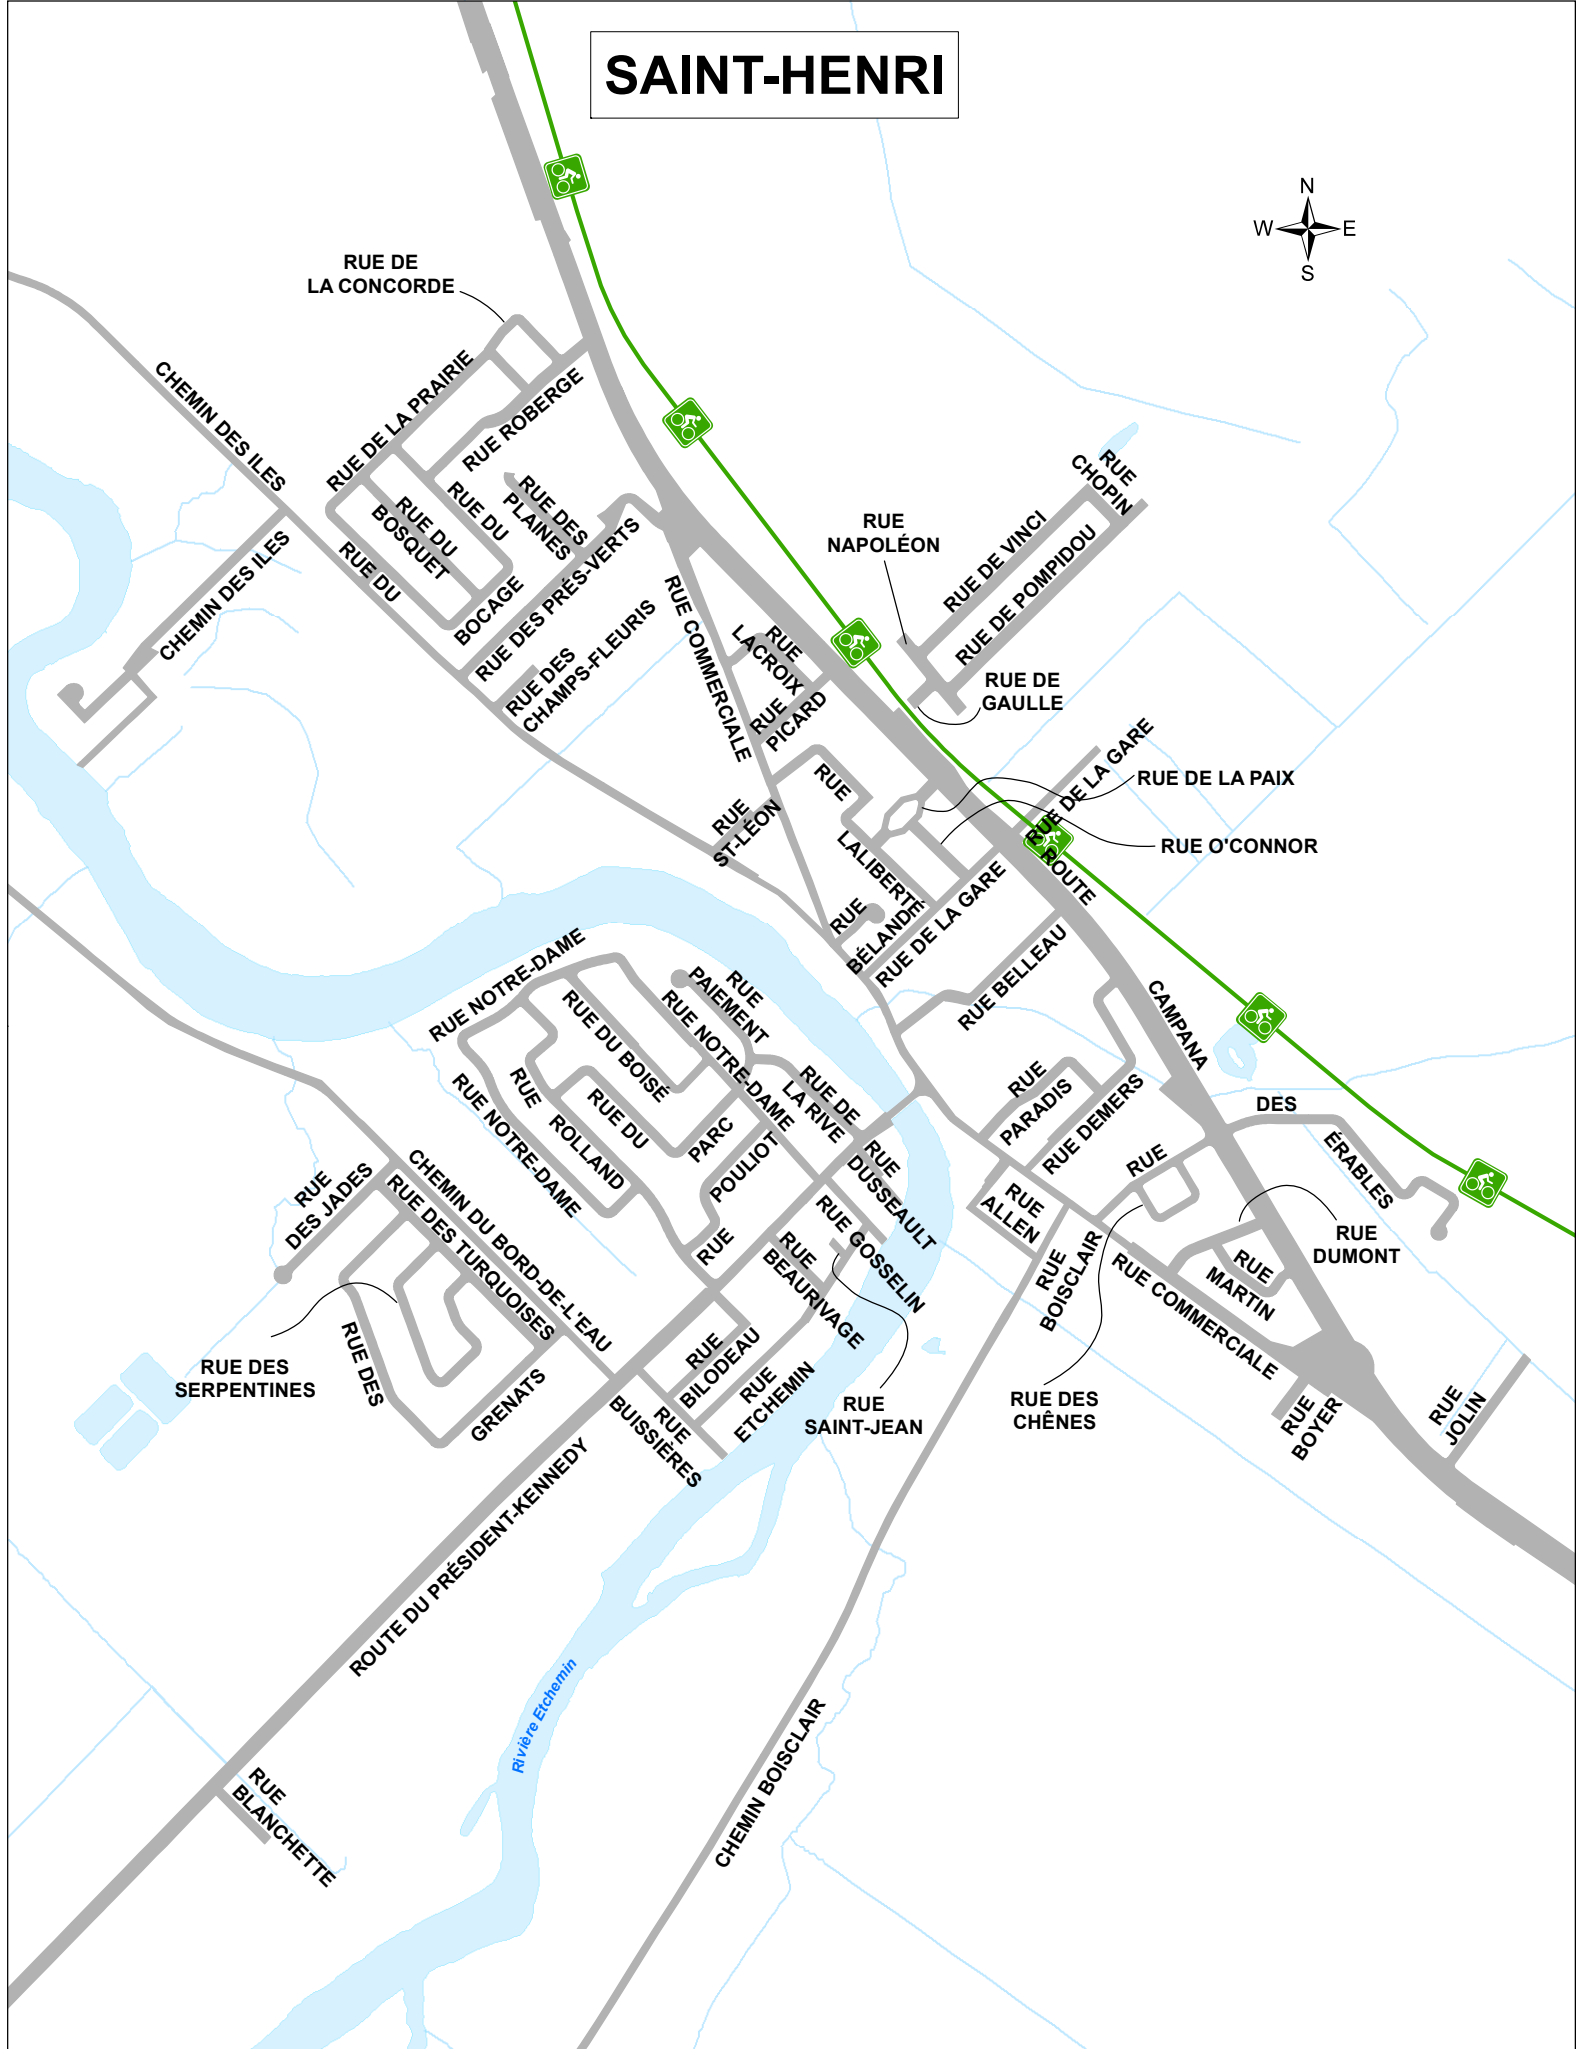 SAINT-HENRI
N
W E
S
RUE DE
LA CONCORDE
CHEMIN DES ILES
RUE DE LA PRAIRIE
RUE ROBERGE
RUE DES
PLAINES
RUE DU
BOSQUET
RUE DU
BOCAGE
RUE DU
CHEMIN DES ILES
RUE DES PRÉS-VERTS
RUE DES
CHAMPS-FLEURIS
RUE COMMERCIALE
RUE
LACROIX
RUE
PICARD
RUE
NAPOLÉON
RUE
CHOPIN
RUE DE VINCI
RUE DE POMPIDOU
RUE DE
GAULLE
RUE DE LA GARE
RUE DE LA PAIX
RUE O'CONNOR
RUE
ST-LÉON
RUE
LALIBERTÉ
RUE
BÉLANDE
RUE DE LA GARE
ROUTE
CAMPANA
RUE BELLEAU
RUE NOTRE-DAME
RUE
PAIEMENT
RUE NOTRE-DAME
RUE DU BOISÉ
RUE
ROLLAND
RUE DU
PARC
RUE NOTRE-DAME
RUE DE
LA RIVE
RUE
DUSSEAULT
RUE
POULIOT
RUE
PARADIS
RUE DEMERS
RUE
DES
ÉRABLES
RUE
ALLEN
RUE
BOISCLAIR
RUE
DUMONT
RUE
MARTIN
RUE COMMERCIALE
RUE DES
CHÊNES
RUE
BOYER
RUE
JOLIN
RUE
DES JADES
CHEMIN DU BORD-DE-L'EAU
RUE DES TURQUOISES
RUE DES
SERPENTINES
RUE DES
GRENATS
RUE GOSSELIN
RUE
BEAURIVAGE
RUE
BILODEAU
RUE
ETCHEMIN
RUE
SAINT-JEAN
RUE
BUISSIÈRES
ROUTE DU PRÉSIDENT-KENNEDY
Rivière Etchemin
CHEMIN BOISCLAIR
RUE
BLANCHETTE